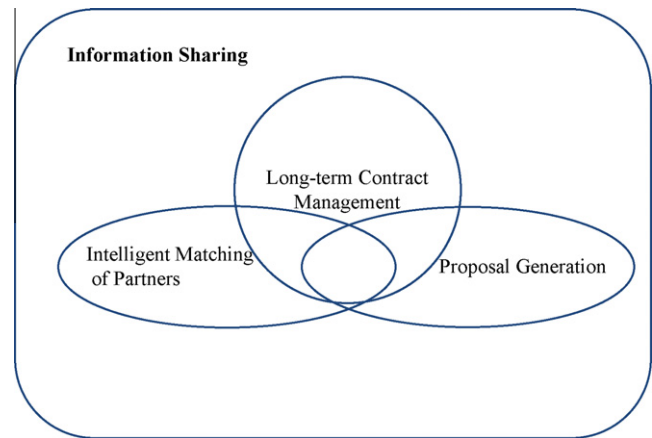 Information Sharing
Long-term Contract
Management
Intelligent Matching
of Partners
Proposal Generation